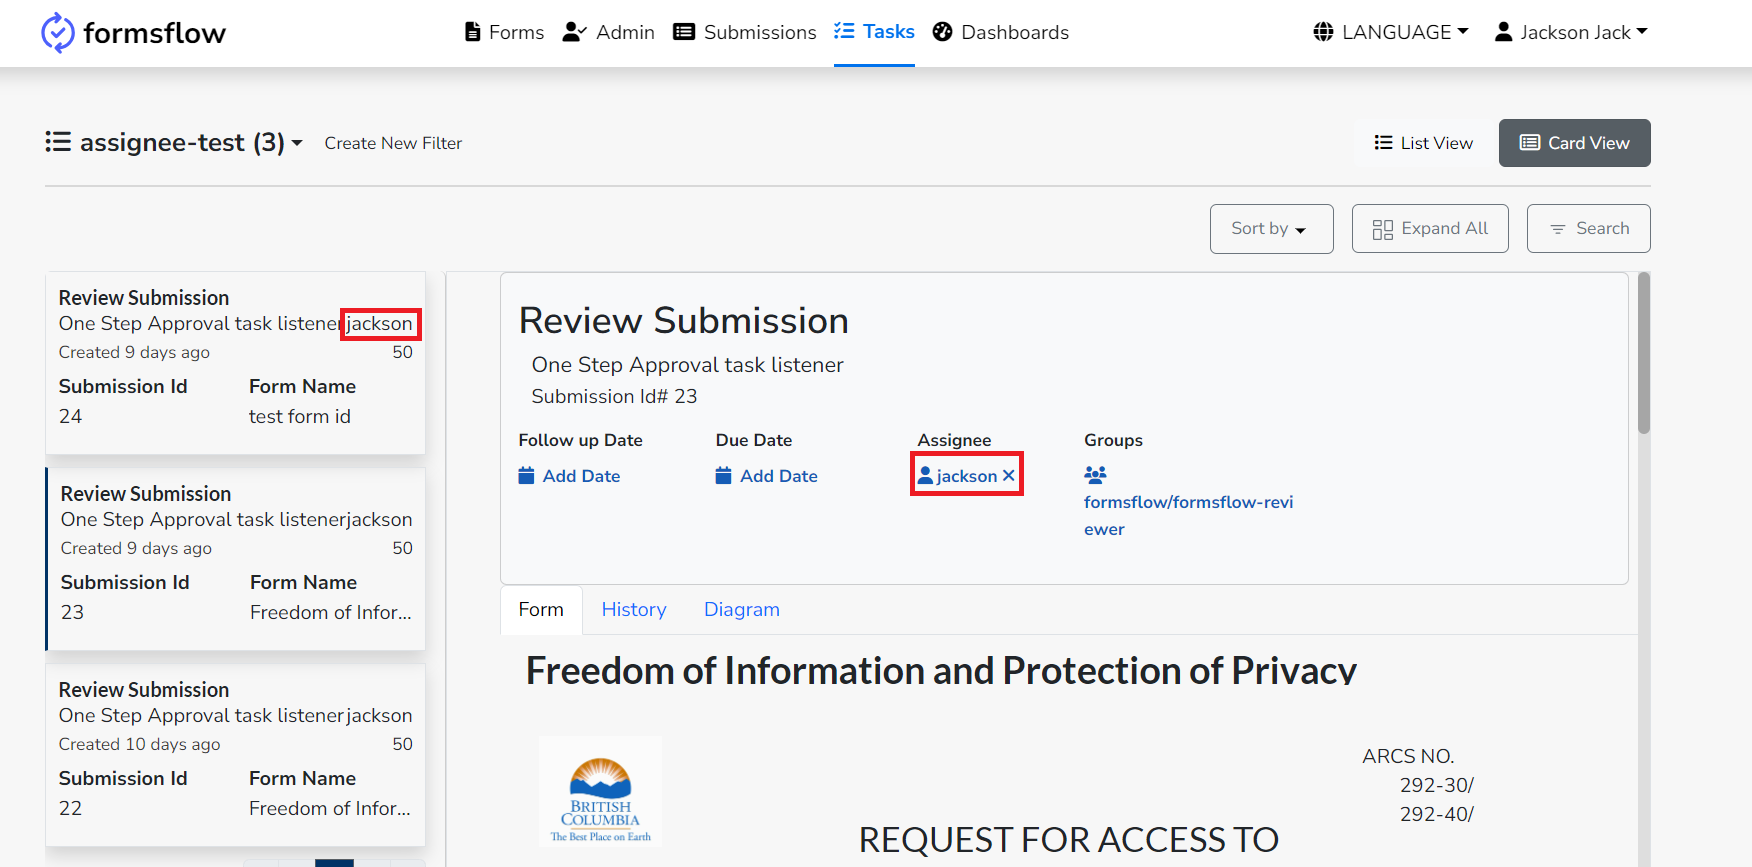 formsflow
Forms
Admin
Submissions
Tasks
Dashboards
LANGUAGE
Jackson Jack
assignee-test (3)
Create New Filter
List View
Card View
Sort by
Expand All
Search
Review Submission
One Step Approval task listener jackson
Created 9 days ago 50
Submission Id Form Name
24 test form id
Review Submission
One Step Approval task listenerjackson
Created 9 days ago 50
Submission Id Form Name
23 Freedom of Infor...
Review Submission
One Step Approval task listenerjackson
Created 10 days ago 50
Submission Id Form Name
22 Freedom of Infor...
Review Submission
One Step Approval task listener
Submission Id# 23
Follow up Date Due Date Assignee Groups
Add Date Add Date jackson ×
formsflow/formsflow-revi
ewer
Form History Diagram
Freedom of Information and Protection of Privacy
BRITISH
COLUMBIA
The Best Place on Earth
ARCS NO.
292-30/
292-40/
REQUEST FOR ACCESS TO